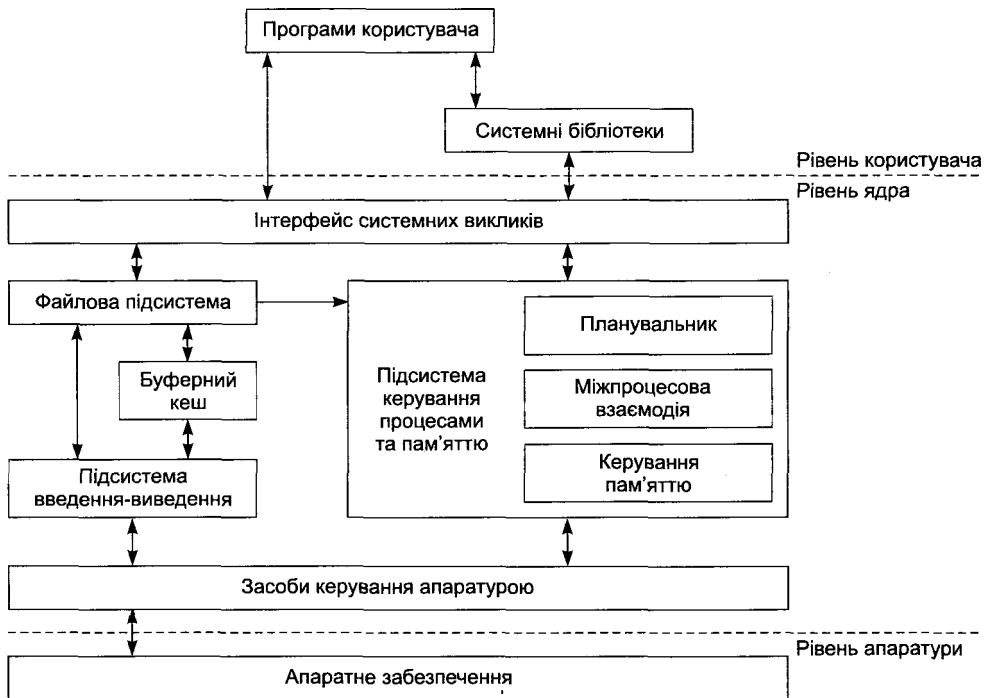 Програми користувача
Системні бібліотеки
Рівень користувача
Рівень ядра
Інтерфейс системних викликів
Файлова підсистема
Буферний
кеш
Підсистема
введення-виведення
Підсистема
керування
процесами
та пам’яттю
Планувальник
Міжпроцесова
взаємодія
Керування
пам’яттю
Засоби керування апаратурою
Рівень апаратури
Апаратне забезпечення